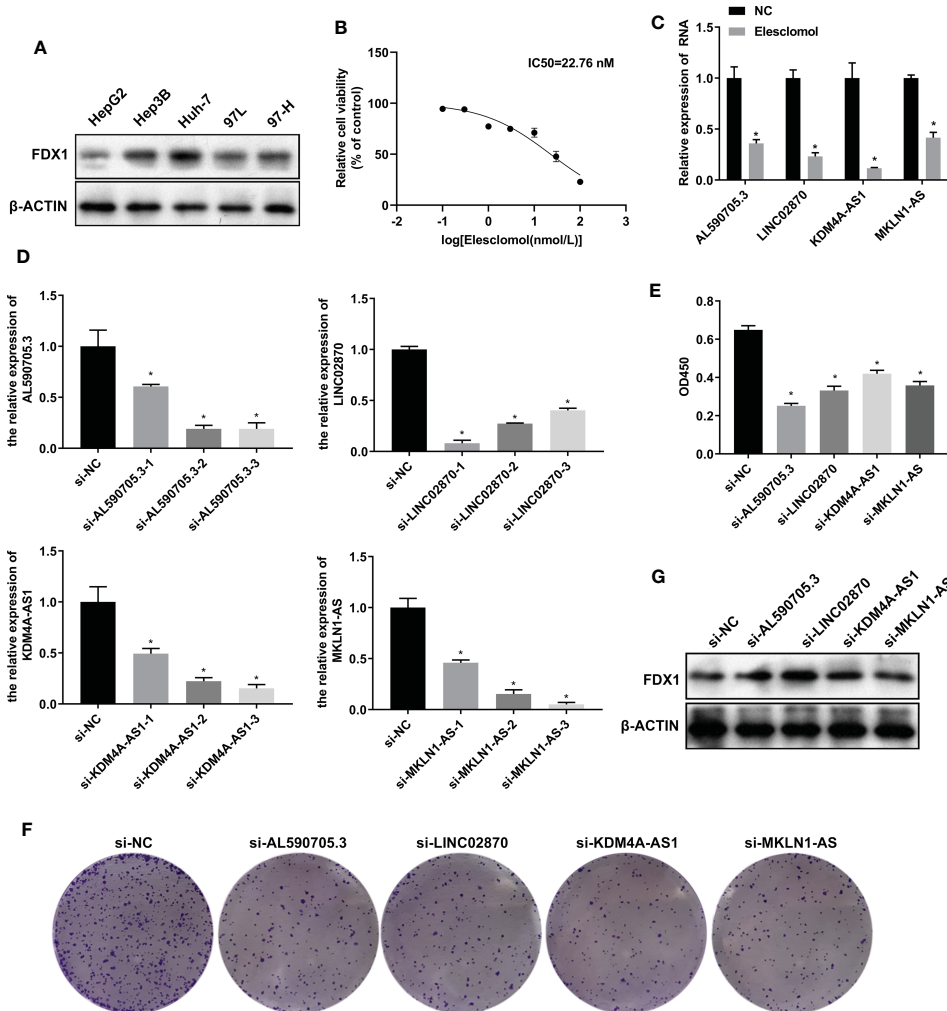 A
HepG2
Hep3B
Huh-7
97L
97-H
FDX1
β-ACTIN
B
Relative cell viability
(% of control)
150
100
50
0
-2
-1
0
1
2
3
IC50=22.76 nM
log[Elesclomol(nmol/L)]
C
NC
Elesclomol
Relative expression of RNA
1.5
1.0
0.5
0.0
*
*
*
*
AL590705.3
LINC02870
KDM4A-AS1
MKLN1-AS
D
the relative expression of
AL590705.3
1.5
1.0
0.5
0.0
*
*
*
si-NC
si-AL590705.3-1
si-AL590705.3-2
si-AL590705.3-3
the relative expression of
LINC02870
1.5
1.0
0.5
0.0
*
*
*
si-NC
si-LINC02870-1
si-LINC02870-2
si-LINC02870-3
E
OD450
0.8
0.6
0.4
0.2
0.0
*
*
*
*
si-NC
si-AL590705.3
si-LINC02870
si-KDM4A-AS1
si-MKLN1-AS
the relative expression of
KDM4A-AS1
1.5
1.0
0.5
0.0
*
*
*
si-NC
si-KDM4A-AS1-1
si-KDM4A-AS1-2
si-KDM4A-AS1-3
the relative expression of
MKLN1-AS
1.5
1.0
0.5
0.0
*
*
*
si-NC
si-MKLN1-AS-1
si-MKLN1-AS-2
si-MKLN1-AS-3
G
si-NC
si-AL590705.3
si-LINC02870
si-KDM4A-AS1
si-MKLN1-AS
FDX1
β-ACTIN
F
si-NC
si-AL590705.3
si-LINC02870
si-KDM4A-AS1
si-MKLN1-AS